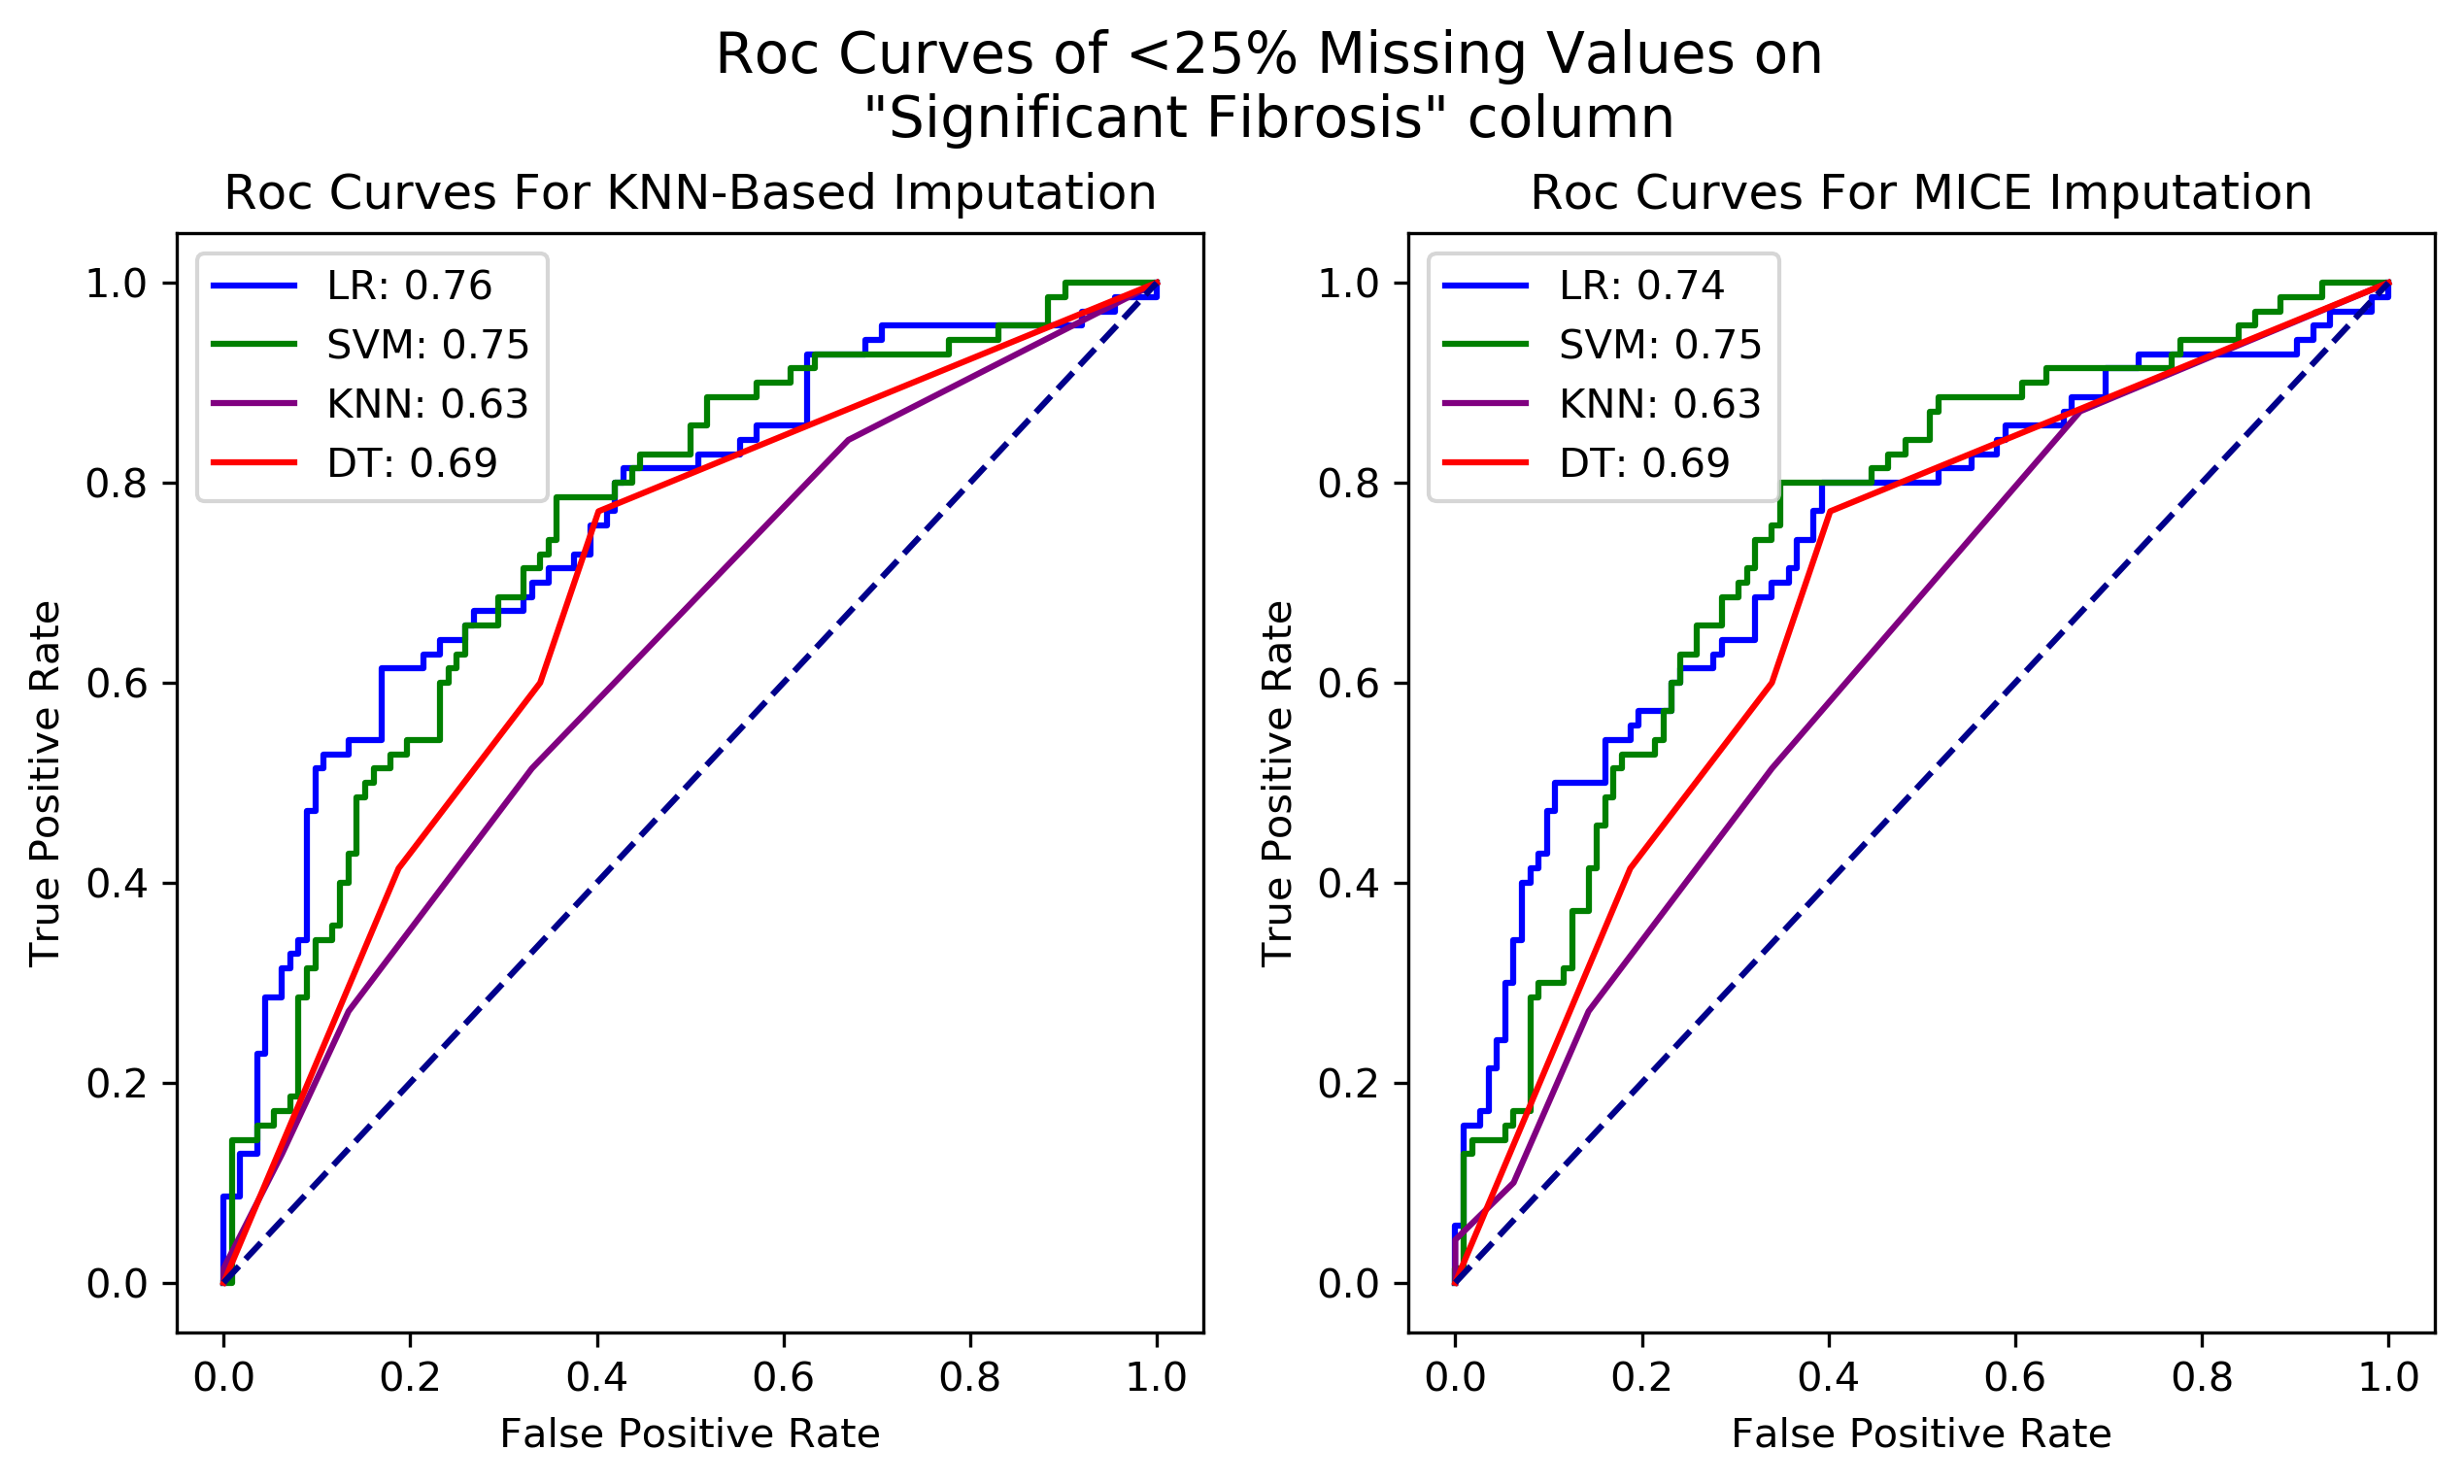 Roc Curves of <25% Missing Values on
"Significant Fibrosis" column
Roc Curves For KNN-Based Imputation
LR: 0.76
SVM: 0.75
KNN: 0.63
DT: 0.69
True Positive Rate
1.0
0.8
0.6
0.4
0.2
0.0
0.0 0.2 0.4 0.6 0.8 1.0
False Positive Rate
Roc Curves For MICE Imputation
LR: 0.74
SVM: 0.75
KNN: 0.63
DT: 0.69
True Positive Rate
1.0
0.8
0.6
0.4
0.2
0.0
0.0 0.2 0.4 0.6 0.8 1.0
False Positive Rate